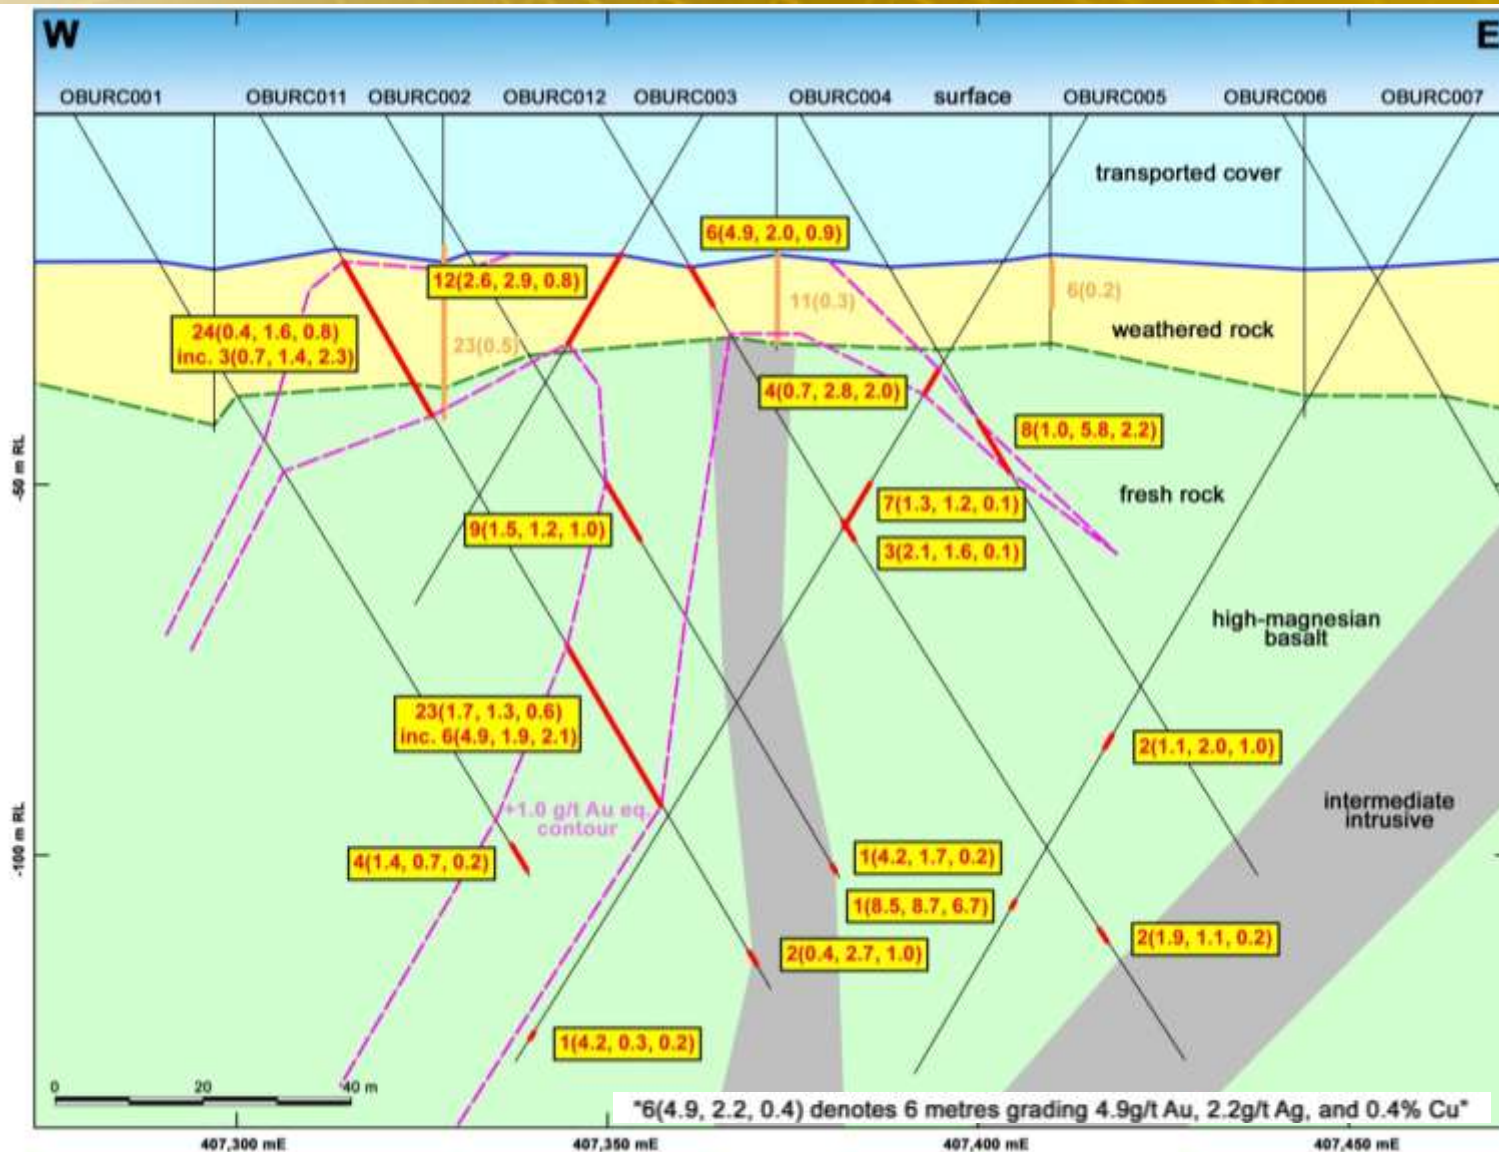 W
E
OBURC001
OBURC011
OBURC002
OBURC012
OBURC003
OBURC004
surface
OBURC005
OBURC006
OBURC007
transported cover
6(4.9, 2.0, 0.9)
12(2.6, 2.9, 0.8)
11(0.3)
6(0.2)
24(0.4, 1.6, 0.8)
inc. 3(0.7, 1.4, 2.3)
23(0.5)
weathered rock
4(0.7, 2.8, 2.0)
8(1.0, 5.8, 2.2)
-50 m RL
fresh rock
7(1.3, 1.2, 0.1)
9(1.5, 1.2, 1.0)
3(2.1, 1.6, 0.1)
high-magnesian
basalt
23(1.7, 1.3, 0.6)
inc. 6(4.9, 1.9, 2.1)
2(1.1, 2.0, 1.0)
+1.0 g/t Au eq.
contour
intermediate
intrusive
-100 m RL
4(1.4, 0.7, 0.2)
1(4.2, 1.7, 0.2)
1(8.5, 8.7, 6.7)
2(0.4, 2.7, 1.0)
2(1.9, 1.1, 0.2)
1(4.2, 0.3, 0.2)
0 20 40 m
"6(4.9, 2.2, 0.4) denotes 6 metres grading 4.9g/t Au, 2.2g/t Ag, and 0.4% Cu"
407,300 mE
407,350 mE
407,400 mE
407,450 mE